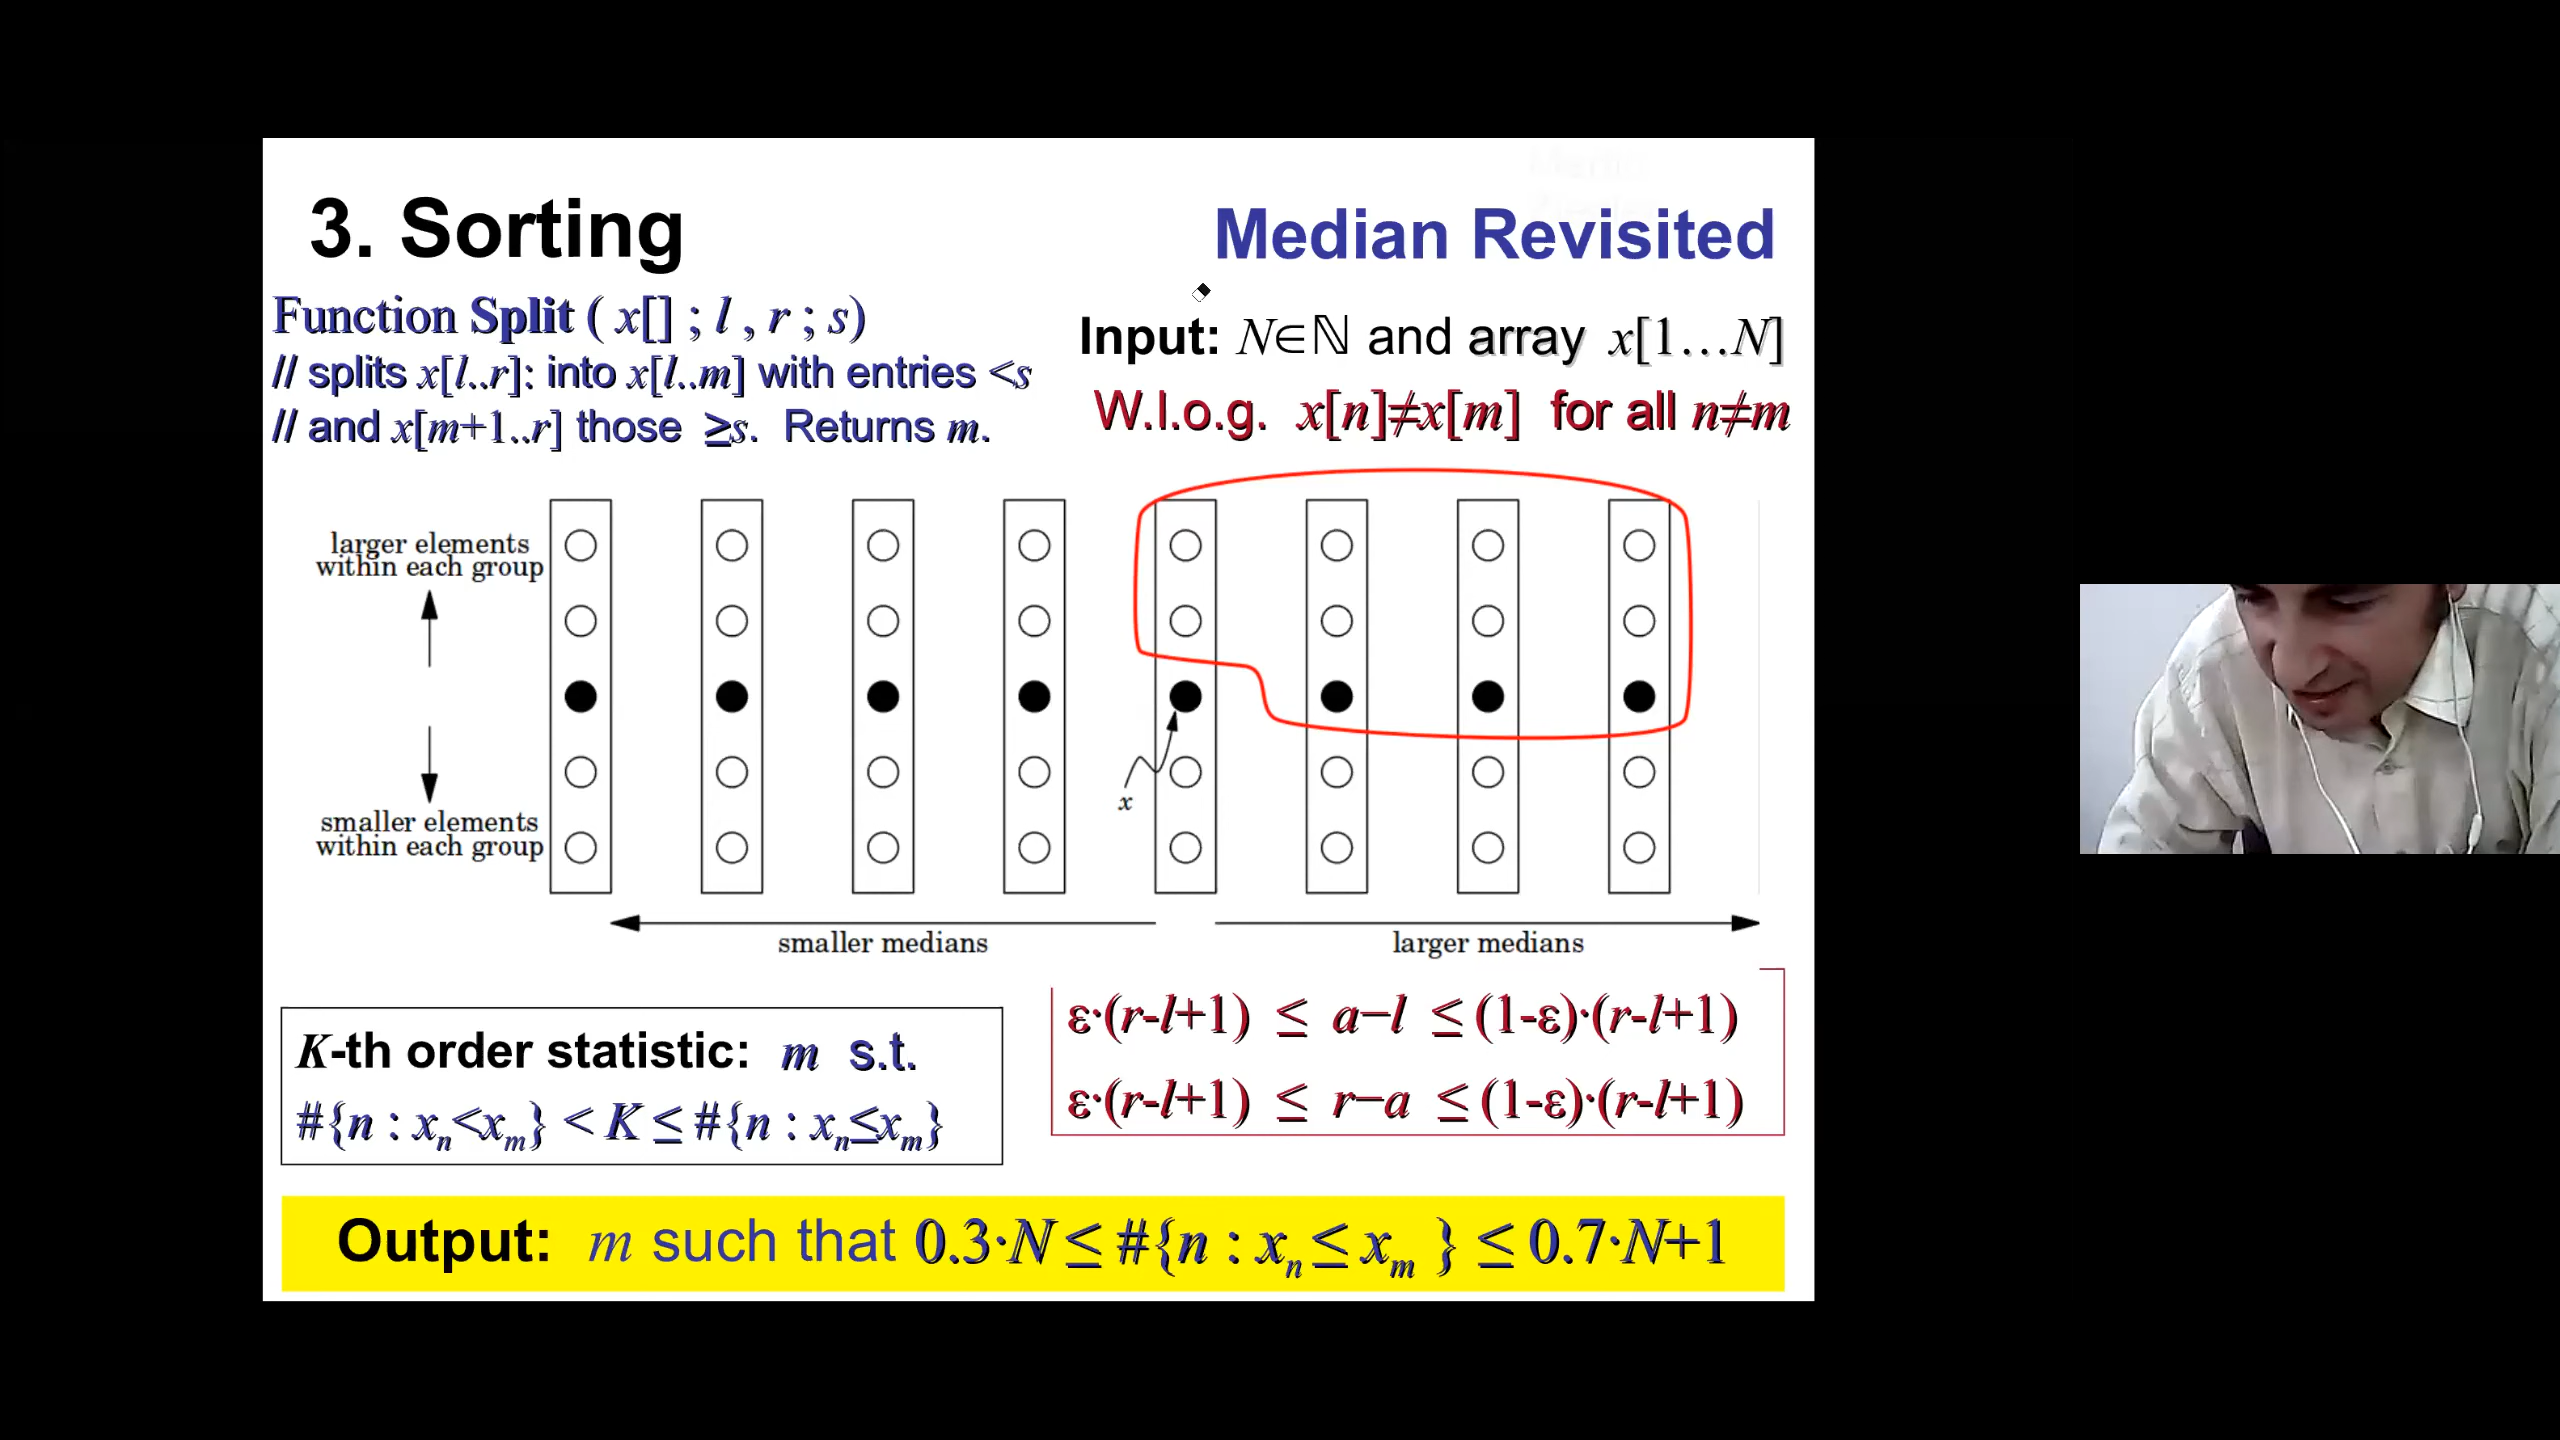 3. Sorting
Median Revisited
Function Split ( x[] ; l , r ; s)
// splits x[l..r]: into x[l..m] with entries <s
// and x[m+1..r] those ≥s. Returns m.
Input: N∈ℕ and array x[1…N]
W.l.o.g. x[n]≠x[m] for all n≠m
larger elements
within each group
smaller elements
within each group
x
smaller medians
larger medians
K-th order statistic: m s.t.
#{n : xₙ<xₘ} < K ≤ #{n : xₙ≤xₘ}
ε·(r-l+1) ≤ a−l ≤ (1-ε)·(r-l+1)
ε·(r-l+1) ≤ r−a ≤ (1-ε)·(r-l+1)
Output: m such that 0.3·N ≤ #{n : xₙ ≤ xₘ } ≤ 0.7·N+1